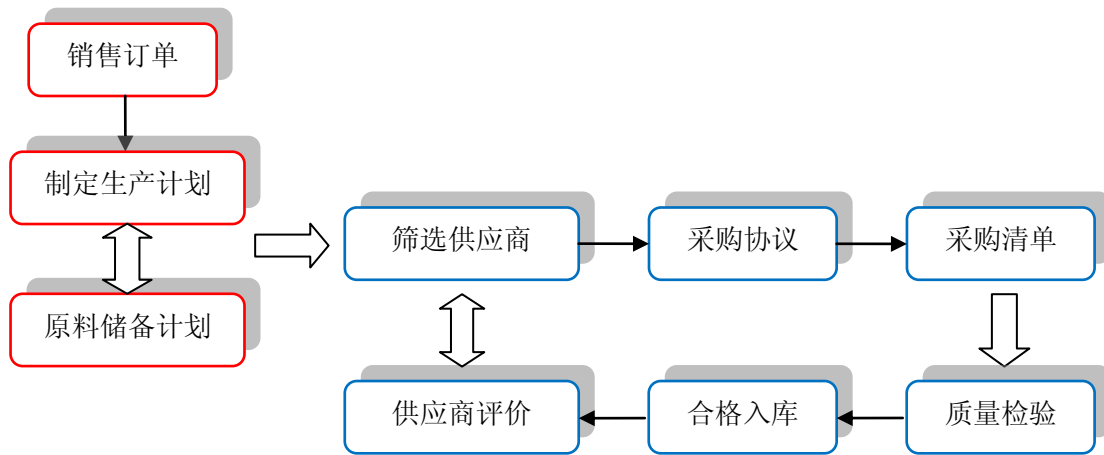 销售订单
制定生产计划
原料储备计划
筛选供应商
采购协议
采购清单
供应商评价
合格入库
质量检验